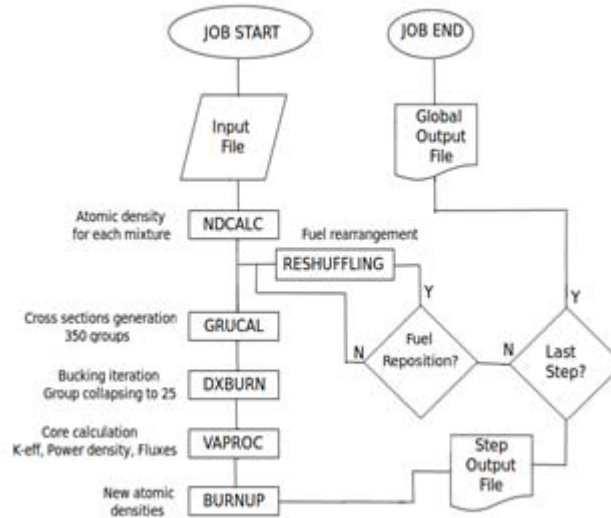 JOB START
JOB END
Input
File
Global
Output
File
Atomic density
for each mixture
NDCALC
Fuel rearrangement
RESHUFFLING
Y
Y
Cross sections generation
350 groups
GRUCAL
N
Fuel
Reposition?
N
Last
Step?
Bucking iteration
Group collapsing to 25
DXBURN
Core calculation
K-eff, Power density, Fluxes
VAPROC
Step
Output
File
New atomic
densities
BURNUP